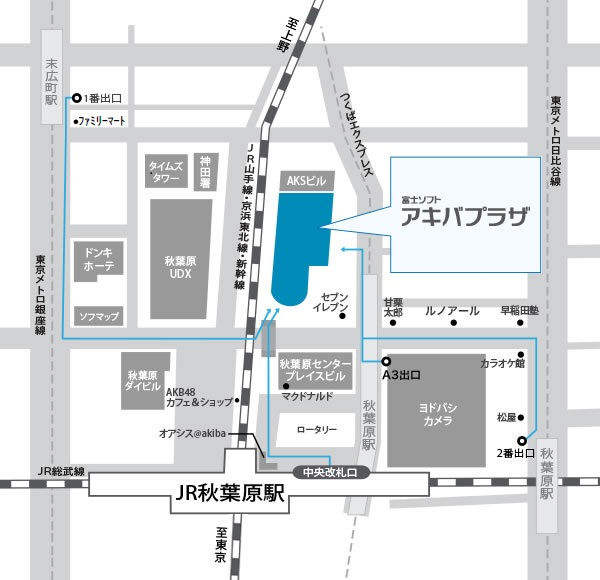 至上野
末広町駅
1番出口
ファミリーマート
つくばエクスプレス
東京メトロ日比谷線
JR山手線・京浜東北線・新幹線
タイムズ
タワー
神田署
AKSビル
富士ソフト
アキバプラザ
ドンキ
ホーテ
秋葉原
UDX
東京メトロ銀座線
ソフマップ
セブン
イレブン
甘栗
太郎
ルノアール
早稲田塾
秋葉原
ダイビル
秋葉原センター
プレイスビル
マクドナルド
A3出口
カラオケ館
AKB48
カフェ&ショップ
秋葉原駅
ヨドバシ
カメラ
松屋
オアシス@akiba
ロータリー
2番出口
秋葉原駅
JR総武線
中央改札口
JR秋葉原駅
至東京